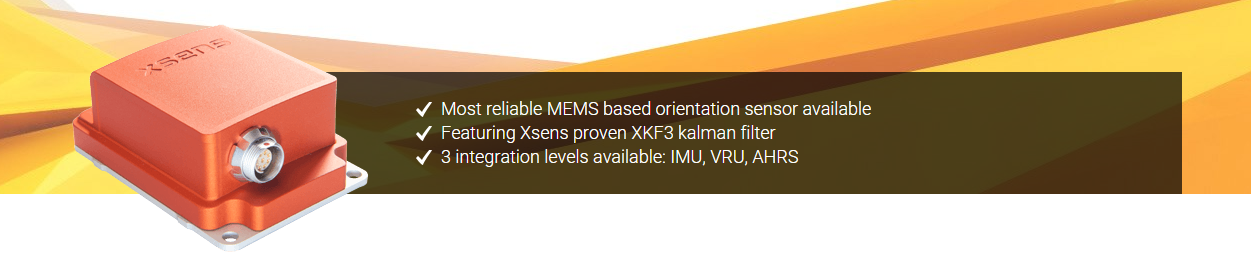 xsens
Most reliable MEMS based orientation sensor available
Featuring Xsens proven XKF3 kalman filter
3 integration levels available: IMU, VRU, AHRS